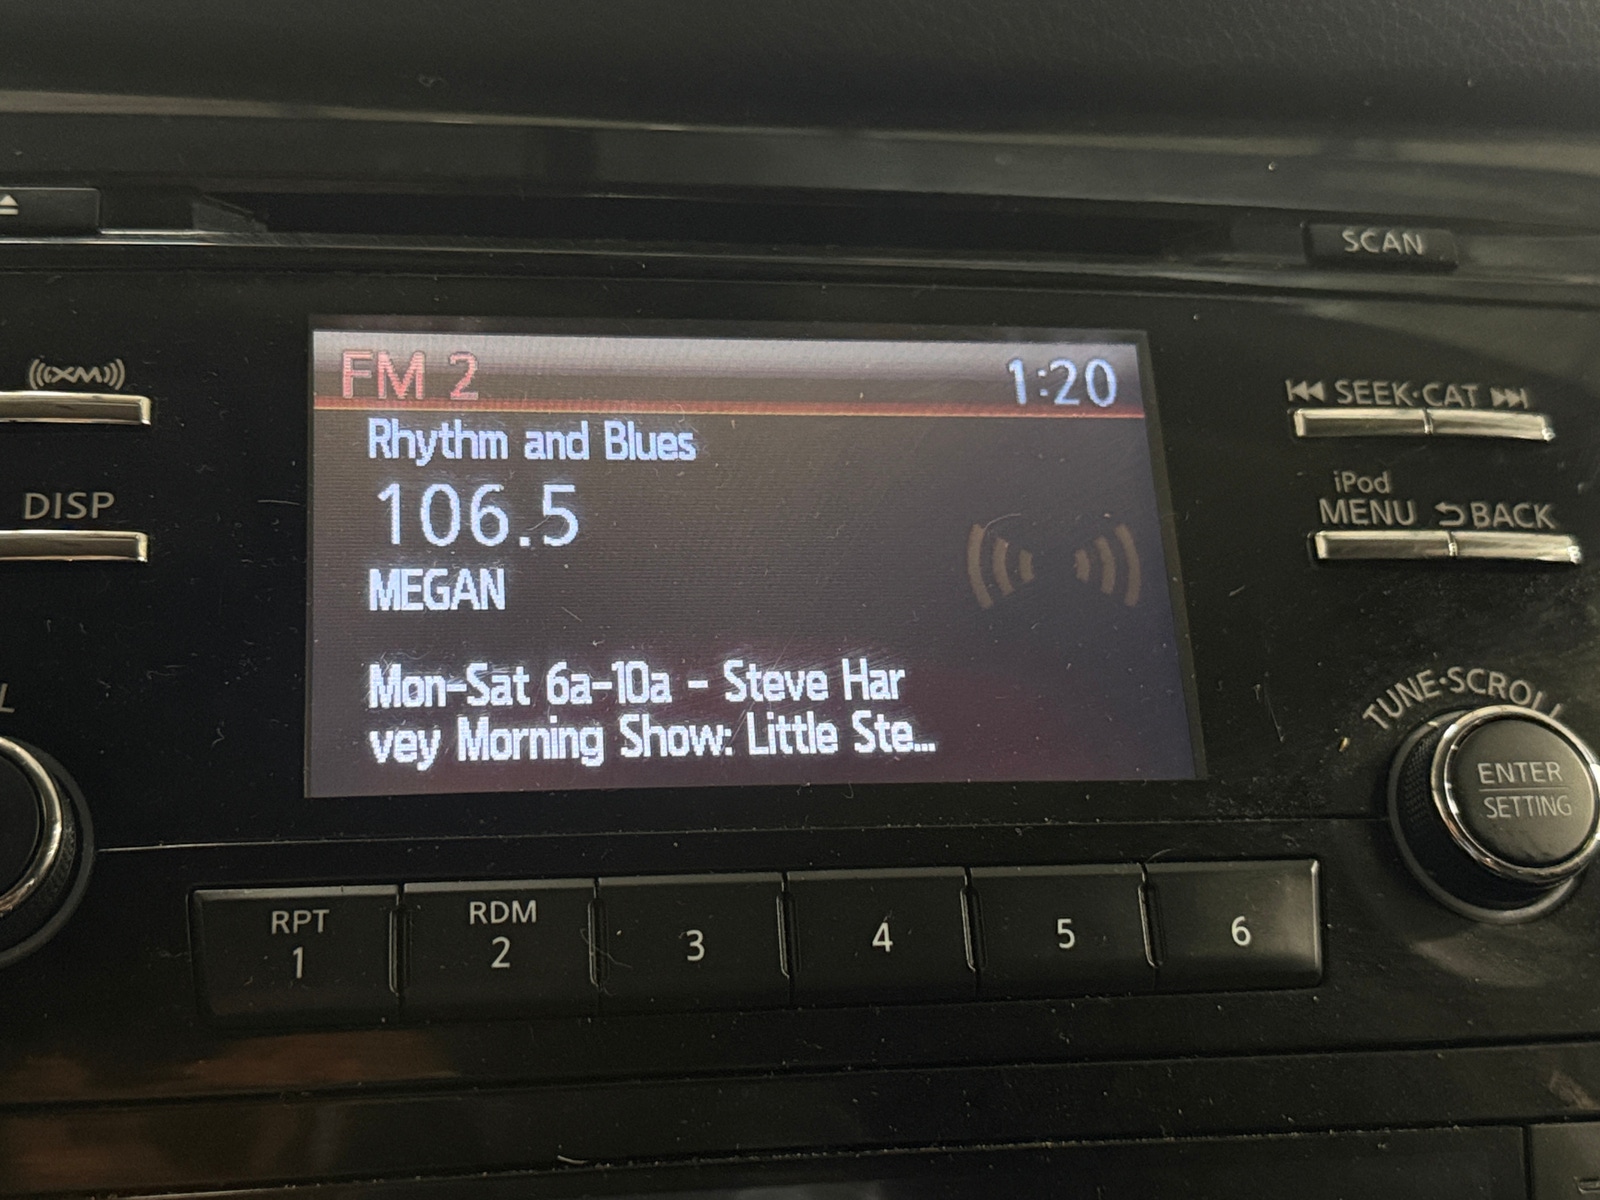 SCAN
XM
FM 2 1:20
SEEK·CAT
Rhythm and Blues
iPod
MENU BACK
DISP
106.5
MEGAN
Mon-Sat 6a-10a - Steve Har
vey Morning Show: Little Ste...
TUNE·SCROLL
L
ENTER
SETTING
RPT
1
RDM
2
3
4
5
6